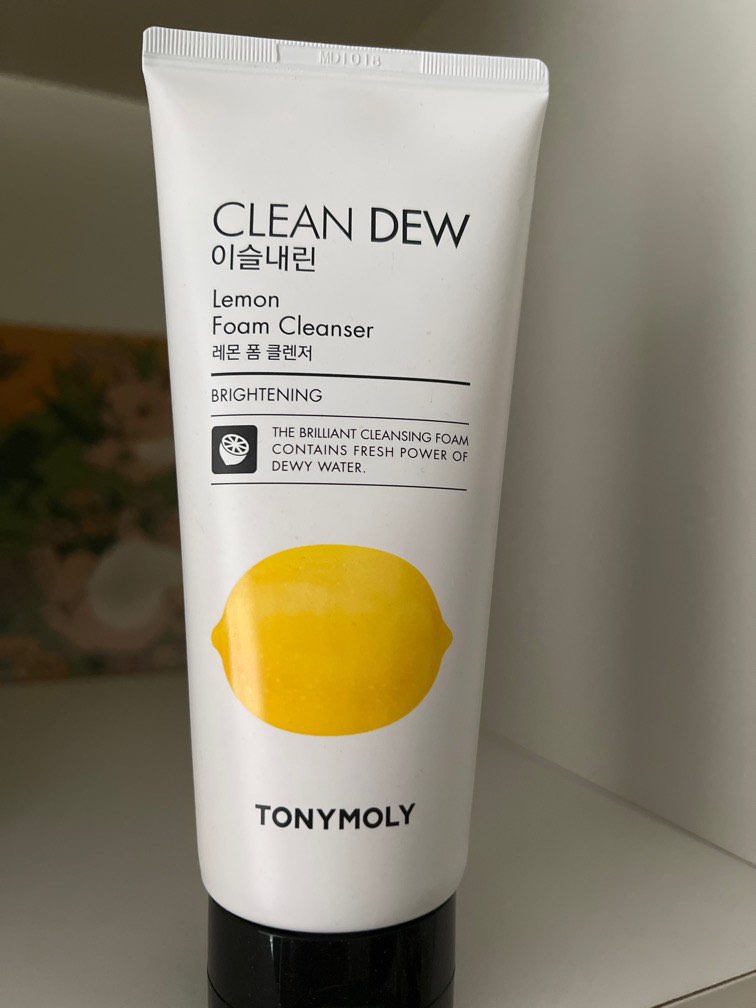 MD1018
CLEAN DEW
이슬내린
Lemon
Foam Cleanser
레몬 폼 클렌저
BRIGHTENING
THE BRILLIANT CLEANSING FOAM
CONTAINS FRESH POWER OF
DEWY WATER.
TONYMOLY